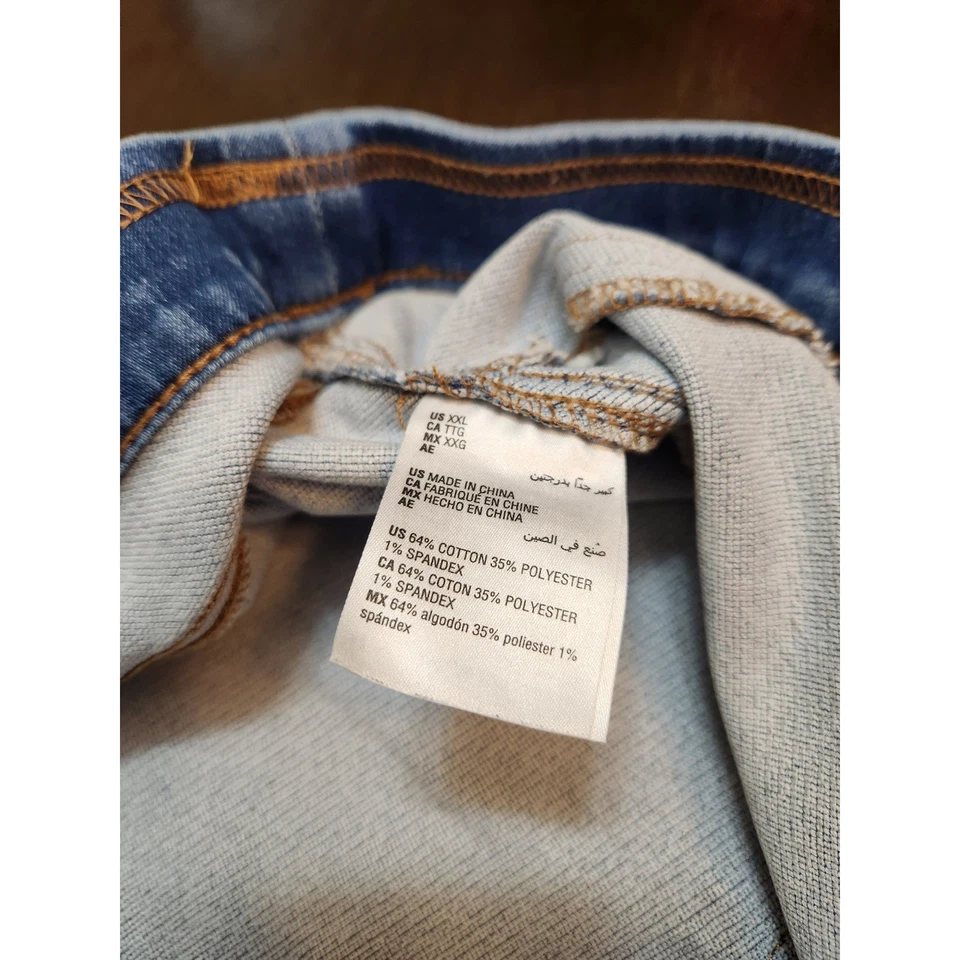 US XXL
CA TTG
MX XXG
AE
كبير جدًا بدرجتين
US MADE IN CHINA
CA FABRIQUÉ EN CHINE
MX HECHO EN CHINA
AE
صُنع في الصين
US 64% COTTON 35% POLYESTER
1% SPANDEX
CA 64% COTON 35% POLYESTER
1% SPANDEX
MX 64% algodón 35% poliester 1%
spándex